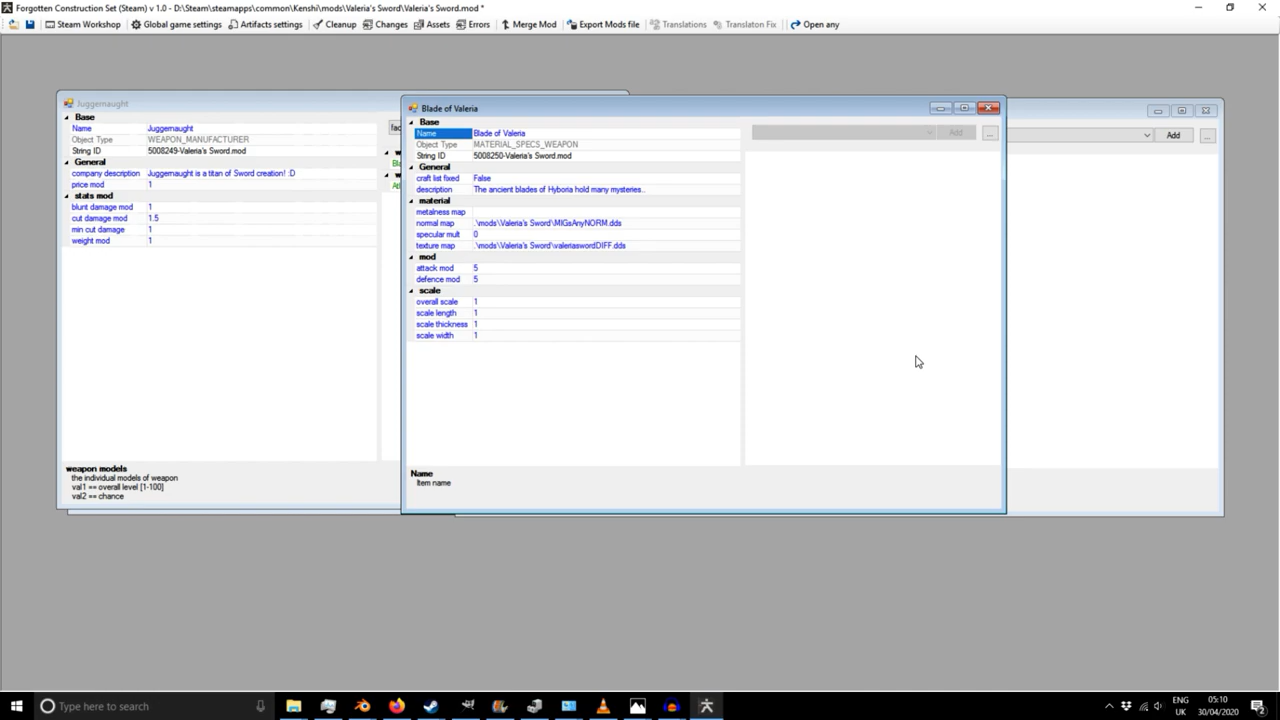 Forgotten Construction Set (Steam) v 1.0 - D:\Steam\steamapps\common\Kenshi\mods\Valeria's Sword\Valeria's Sword.mod *
Steam Workshop Global game settings Artifacts settings Cleanup Changes Assets Errors Merge Mod Export Mods file Translations Translaton Fix Open any
Juggernaught
Base
Name Juggernaught
Object Type WEAPON_MANUFACTURER
String ID 5008249-Valeria's Sword.mod
General
company description Juggernaught is a titan of Sword creation! :D
price mod 1
stats mod
blunt damage mod 1
cut damage mod 1.5
min cut damage 1
weight mod 1
weapon models
the individual models of weapon
val1 == overall level [1-100]
val2 == chance
Blade of Valeria
Base
Name Blade of Valeria
Object Type MATERIAL_SPECS_WEAPON
String ID 5008250-Valeria's Sword.mod
General
craft list fixed False
description The ancient blades of Hyboria hold many mysteries..
material
metalness map
normal map .\mods\Valeria's Sword\MIGsAnyNORM.dds
specular mult 0
texture map .\mods\Valeria's Sword\valeriaswordDIFF.dds
mod
attack mod 5
defence mod 5
scale
overall scale 1
scale length 1
scale thickness 1
scale width 1
Name
Item name
Add ...
Add ...
Type here to search
ENG
UK
05:10
30/04/2020
2